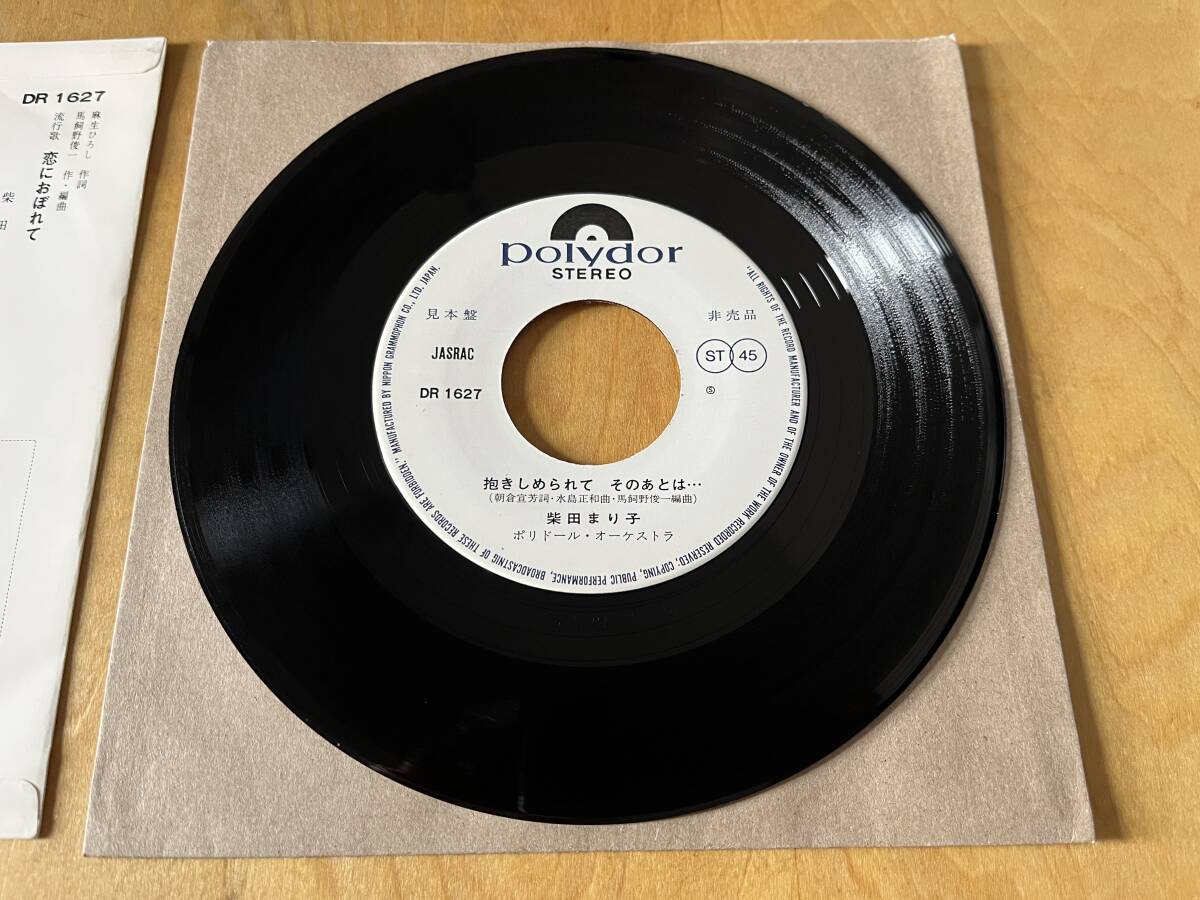 DR 1627
麻生ひろし 作詞
馬飼野俊一 作・編曲
流行歌 恋におぼれて
柴田
polydor
STEREO
見本盤
非売品
JASRAC
ST 45
DR 1627
Ⓢ
抱きしめられて そのあとは…
(朝倉宣芳詞・水島正和曲・馬飼野俊一編曲)
柴田まり子
ポリドール・オーケストラ
"ALL RIGHTS OF THE RECORD MANUFACTURER AND OF THE OWNER OF THE WORK RECORDED RESERVED. COPYING, PUBLIC PERFORMANCE, BROADCASTNIG OF THESE RECORDS ARE FORBIDDEN." MANUFACTURED BY NIPPON GRAMMOPHON CO., LTD. JAPAN.